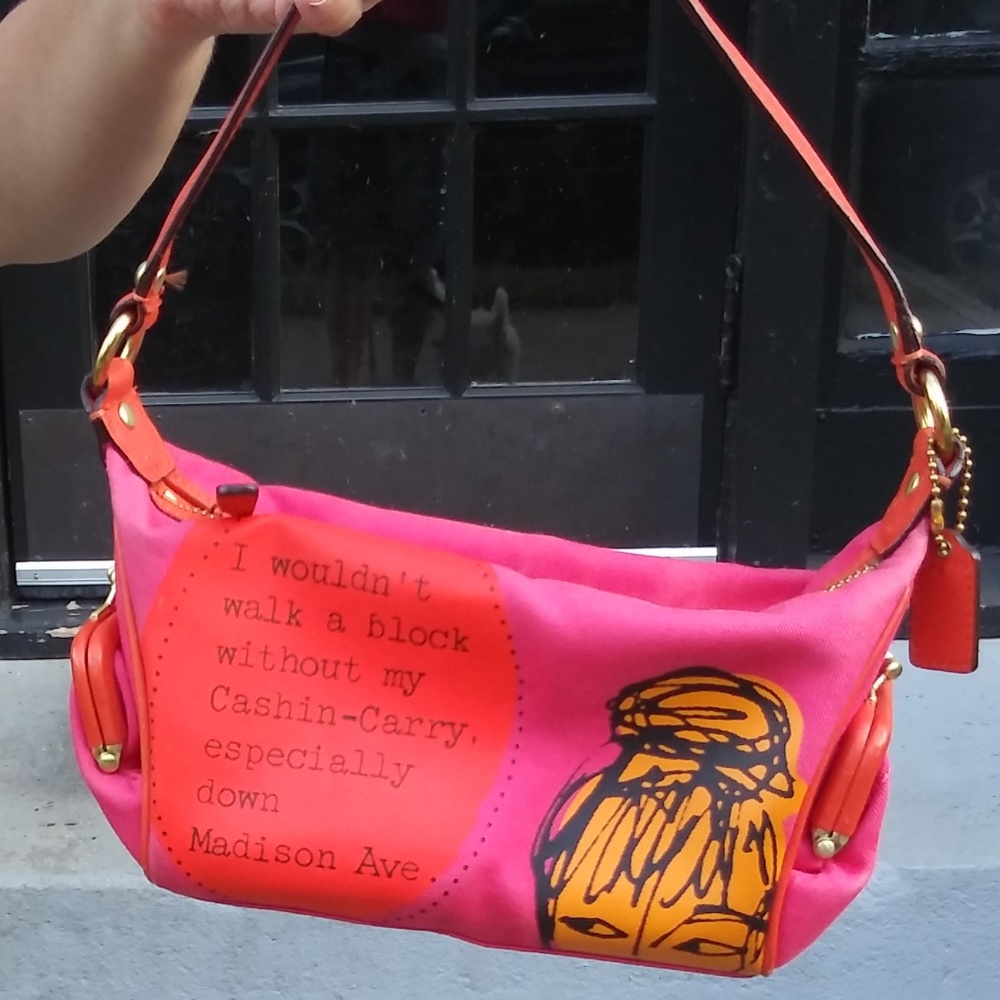 I wouldn't
walk a block
without my
Cashin-Carry,
especially
down
Madison Ave.